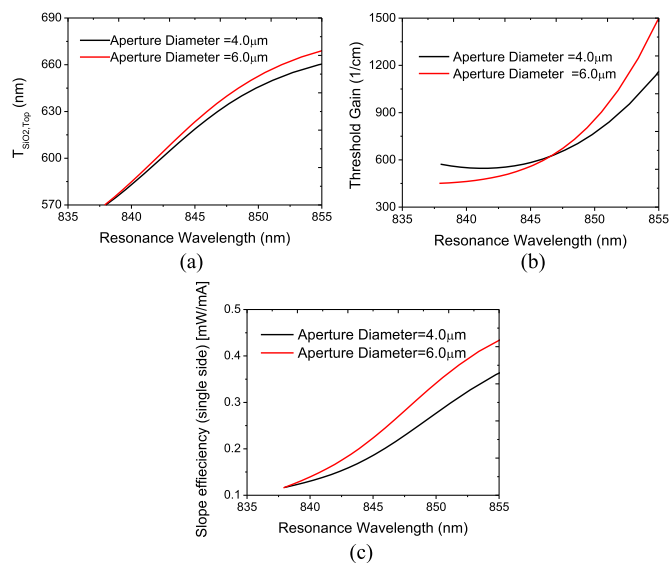 690
660
630
600
570
T_SiO2,Top (nm)
Aperture Diameter =4.0μm
Aperture Diameter =6.0μm
835 840 845 850 855
Resonance Wavelength (nm)
(a)
1500
1200
900
600
300
Threshold Gain (1/cm)
Aperture Diameter =4.0μm
Aperture Diameter =6.0μm
835 840 845 850 855
Resonance Wavelength (nm)
(b)
0.5
0.4
0.3
0.2
0.1
Slope effieciency (single side) [mW/mA]
Aperture Diameter=4.0μm
Aperture Diameter=6.0μm
840 845 850 855
Resonance Wavelength (nm)
(c)